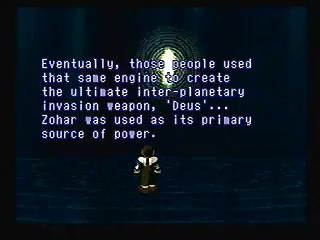 Eventually, those people used
that same engine to create
the ultimate inter-planetary
invasion weapon, 'Deus'...
Zohar was used as its primary
source of power.